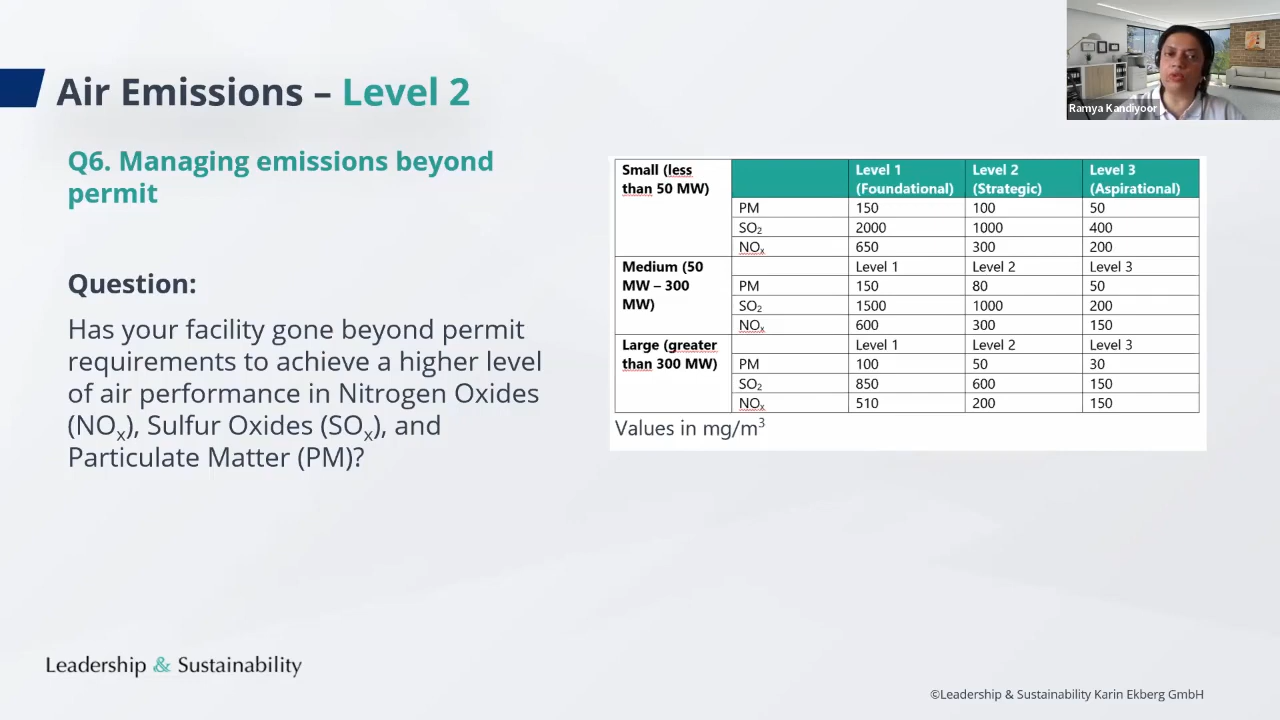 Air Emissions – Level 2
Ramya Kandiyoor
Q6. Managing emissions beyond
permit
Question:
Has your facility gone beyond permit
requirements to achieve a higher level
of air performance in Nitrogen Oxides
(NOx), Sulfur Oxides (SOx), and
Particulate Matter (PM)?
Small (less
than 50 MW)
Level 1
(Foundational)
Level 2
(Strategic)
Level 3
(Aspirational)
PM 150 100 50
SO₂ 2000 1000 400
NOx 650 300 200
Medium (50
MW – 300
MW)
Level 1 Level 2 Level 3
PM 150 80 50
SO₂ 1500 1000 200
NOx 600 300 150
Large (greater
than 300 MW)
Level 1 Level 2 Level 3
PM 100 50 30
SO₂ 850 600 150
NOx 510 200 150
Values in mg/m³
Leadership & Sustainability
©Leadership & Sustainability Karin Ekberg GmbH